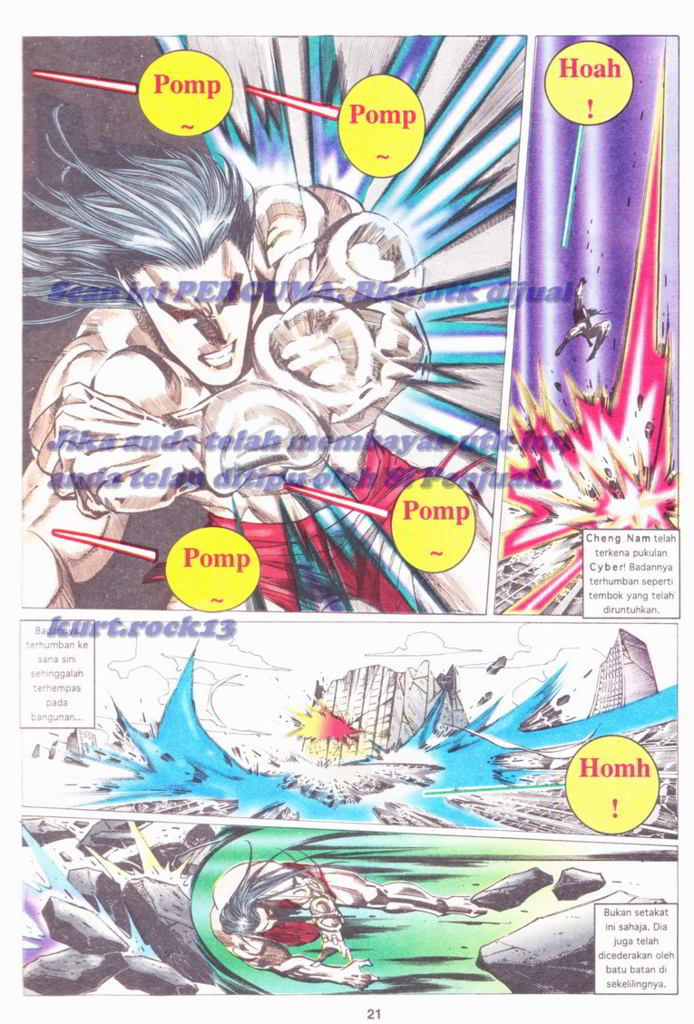 Pomp
~
Pomp
~
Hoah
!
Scan ini PERCUMA. Bkn utk dijual
Jika anda telah membayar utk ini
anda telah ditipu oleh Si Penjual...
Pomp
~
Pomp
~
Cheng Nam telah
terkena pukulan
Cyber! Badannya
terhumban seperti
tembok yang telah
diruntuhkan.
kurt.rock13
Badannya
terhumban ke
sana sini
sehinggalah
terhempas
pada
bangunan...
Homh
!
Bukan setakat
ini sahaja. Dia
juga telah
dicederakan oleh
batu batan di
sekelilingnya.
21